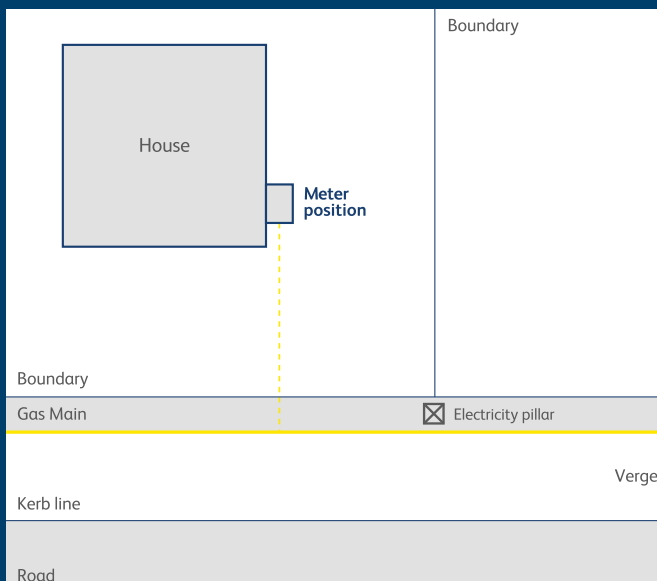 Boundary
House
Meter
position
Boundary
Gas Main
Electricity pillar
Verge
Kerb line
Road